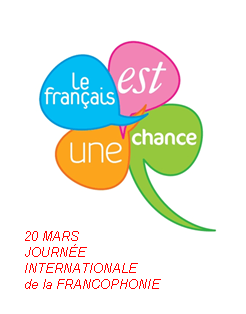 le
français
est
une
chance
20 MARS
JOURNÉE
INTERNATIONALE
de la FRANCOPHONIE